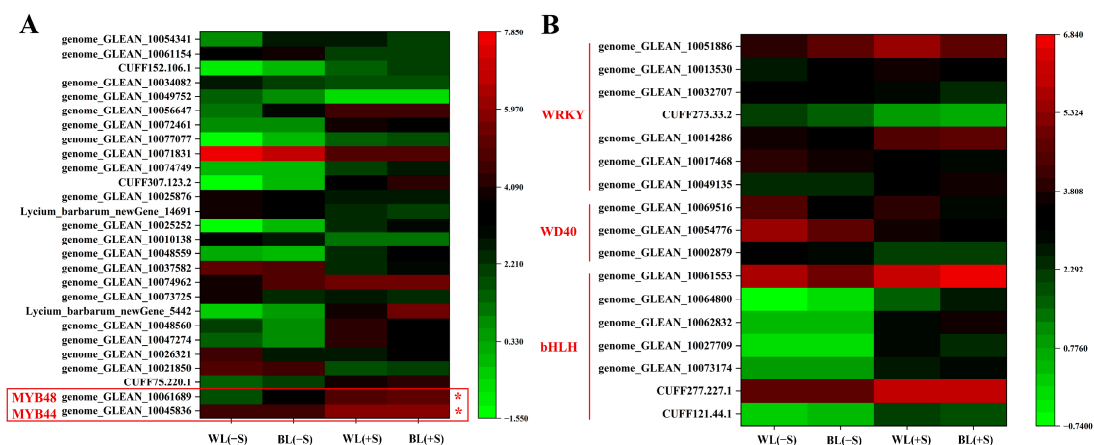 A
genome_GLEAN_10054341
genome_GLEAN_10061154
CUFF152.106.1
genome_GLEAN_10034082
genome_GLEAN_10049752
genome_GLEAN_10056647
genome_GLEAN_10072461
genome_GLEAN_10077077
genome_GLEAN_10071831
genome_GLEAN_10074749
CUFF307.123.2
genome_GLEAN_10025876
Lycium_barbarum_newGene_14691
genome_GLEAN_10025252
genome_GLEAN_10010138
genome_GLEAN_10048559
genome_GLEAN_10037582
genome_GLEAN_10074962
genome_GLEAN_10073725
Lycium_barbarum_newGene_5442
genome_GLEAN_10048560
genome_GLEAN_10047274
genome_GLEAN_10026321
genome_GLEAN_10021850
CUFF75.220.1
MYB48 genome_GLEAN_10061689 *
MYB44 genome_GLEAN_10045836 *
WL(−S) BL(−S) WL(+S) BL(+S)
7.850
5.970
4.090
2.210
0.330
-1.550
B
WRKY
genome_GLEAN_10051886
genome_GLEAN_10013530
genome_GLEAN_10032707
CUFF273.33.2
genome_GLEAN_10014286
genome_GLEAN_10017468
genome_GLEAN_10049135
WD40
genome_GLEAN_10069516
genome_GLEAN_10054776
genome_GLEAN_10002879
bHLH
genome_GLEAN_10061553
genome_GLEAN_10064800
genome_GLEAN_10062832
genome_GLEAN_10027709
genome_GLEAN_10073174
CUFF277.227.1
CUFF121.44.1
WL(−S) BL(−S) WL(+S) BL(+S)
6.840
5.324
3.808
2.292
0.7760
-0.7400